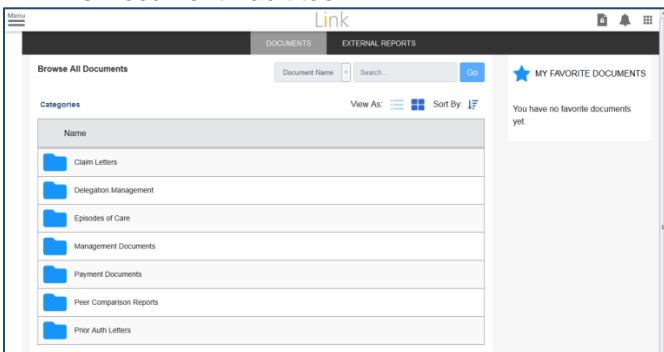 Menu
Link
DOCUMENTS EXTERNAL REPORTS
Browse All Documents
Document Name Search... Go
MY FAVORITE DOCUMENTS
Categories
View As: Sort By:
You have no favorite documents
yet.
Name
Claim Letters
Delegation Management
Episodes of Care
Management Documents
Payment Documents
Peer Comparison Reports
Prior Auth Letters